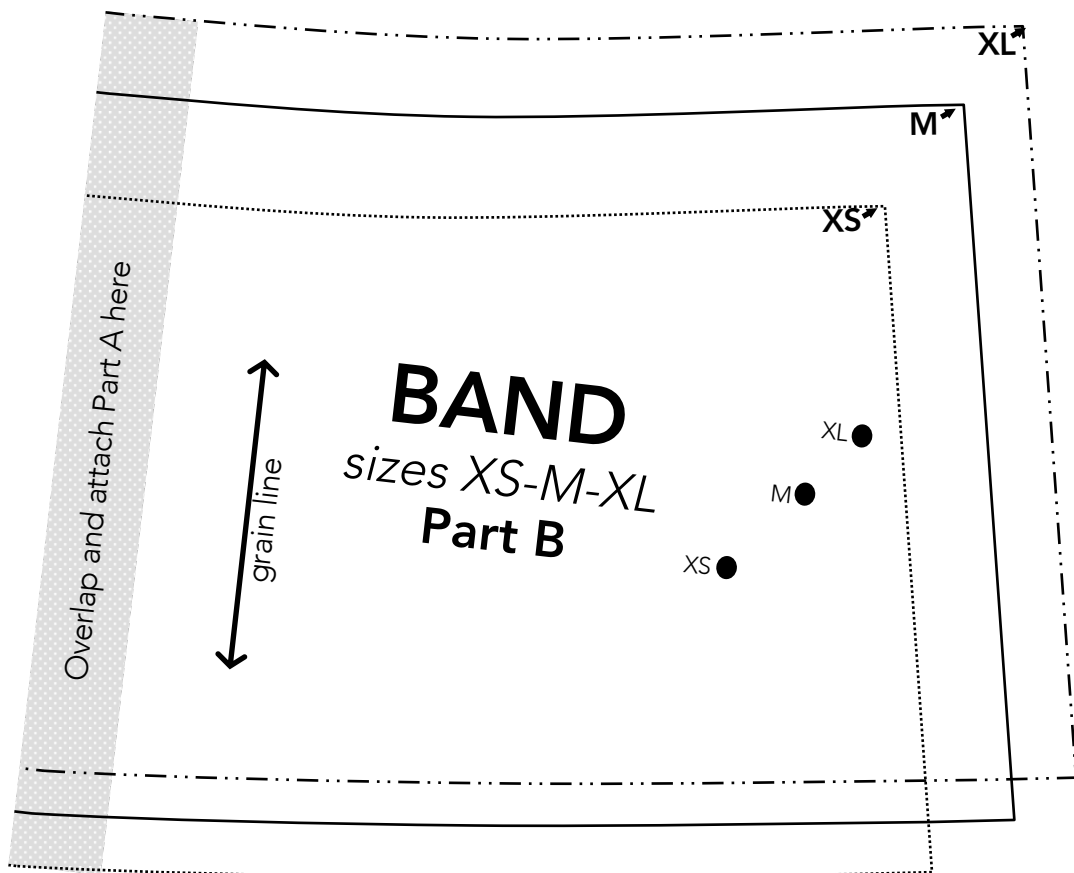 XL
M
XS
Overlap and attach Part A here
grain line
BAND
sizes XS-M-XL
Part B
XL
M
XS